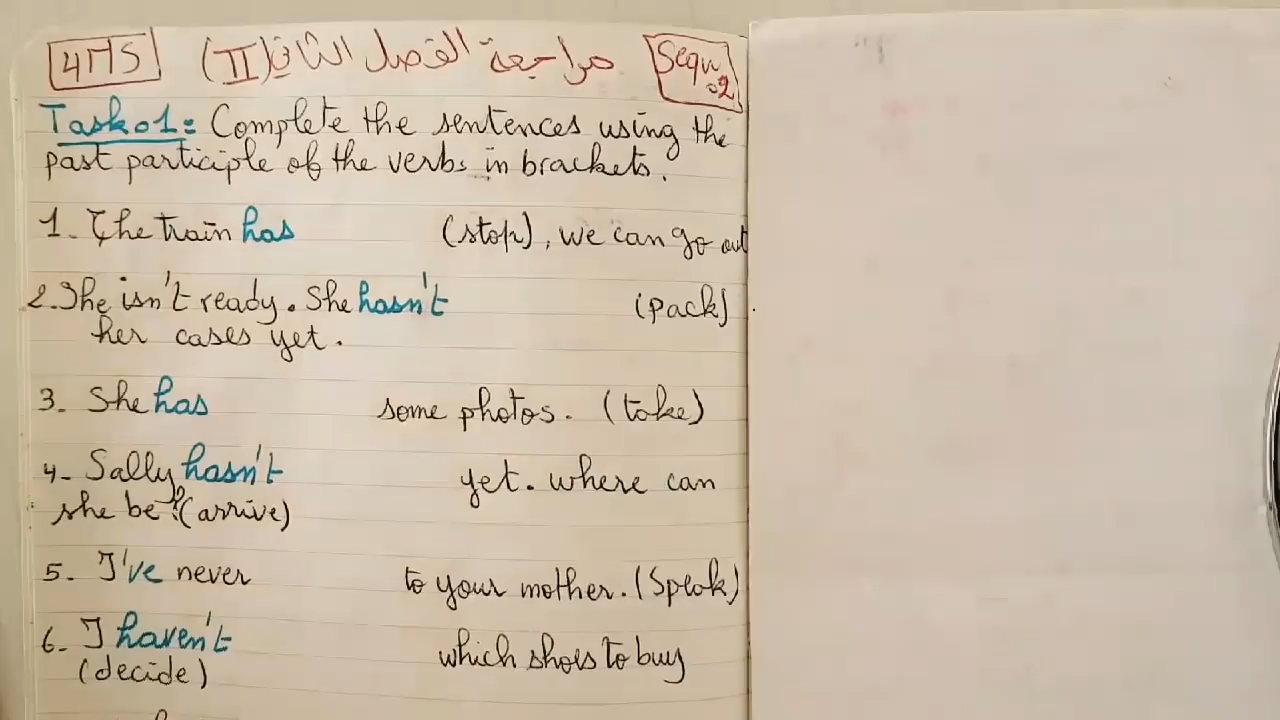 4MS مراجعة الفصل الثاني (II) Sequ 02
Task 01: Complete the sentences using the
past participle of the verbs in brackets.
1. The train has (stop), we can go out
2. She isn't ready. She hasn't (pack)
her cases yet.
3. She has some photos. (take)
4. Sally hasn't yet. where can
she be? (arrive)
5. I've never to your mother. (Speak)
6. I haven't which shoes to buy
(decide)